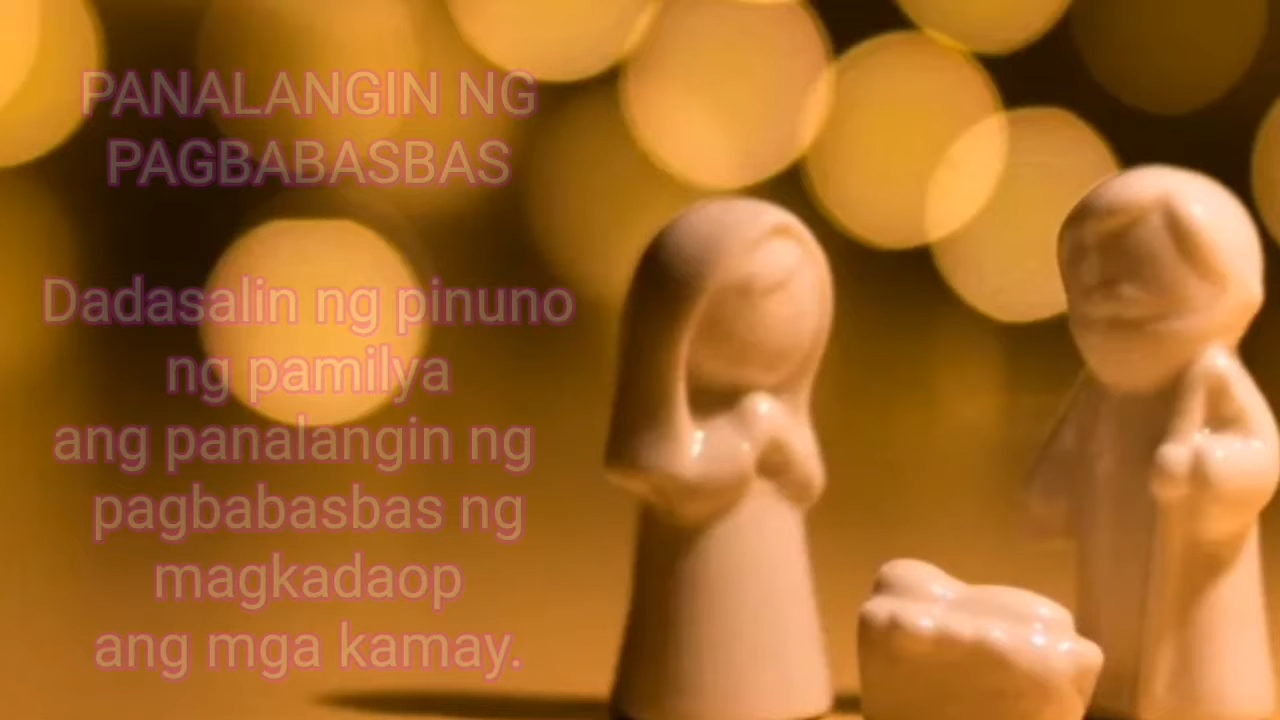 PANALANGIN NG
PAGBABASBAS
Dadasalin ng pinuno
ng pamilya
ang panalangin ng
pagbabasbas ng
magkadaop
ang mga kamay.